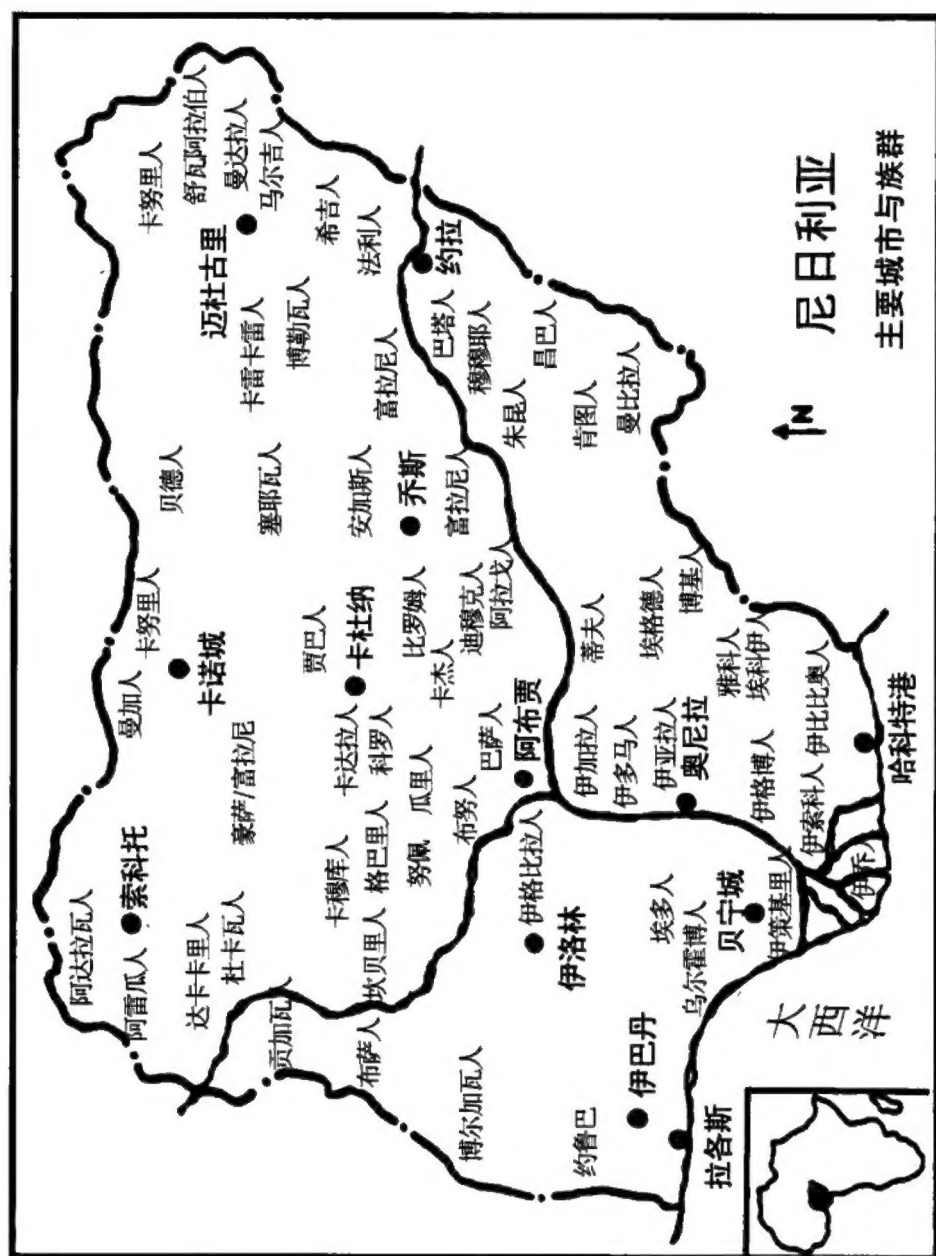 尼日利亚
主要城市与族群
N
阿达拉瓦人
索科托
阿雷瓜人
达卡卡里人
杜卡瓦人
豪萨/富拉尼
曼加人
卡诺城
卡努里人
贝德人
卡努里人
舒瓦阿拉伯人
曼达拉人
马尔吉人
迈杜古里
卡雷卡雷人
博勒瓦人
希吉人
法利人
塞耶瓦人
贾巴人
安加斯人
富拉尼人
约拉
巴塔人
穆穆耶人
昌巴人
朱昆人
肯图人
曼比拉人
乔斯
富拉尼人
卡杜纳
比罗姆人
卡杰人
迪穆克人
阿拉戈人
卡达拉人
科罗人
卡穆库人
格巴里人
瓜里人
努佩
布努人
巴萨人
阿布贾
坎贝里人
贡加瓦人
布萨人
博尔加瓦人
伊格比拉人
伊洛林
约鲁巴
伊巴丹
拉各斯
埃多人
乌尔霍博人
贝宁城
伊策基里人
伊加拉人
伊多马人
伊亚拉人
奥尼拉
蒂夫人
埃格德人
博基人
雅科人
埃科伊人
伊格博人
伊索科人
伊比比奥人
伊乔人
哈科特港
大西洋